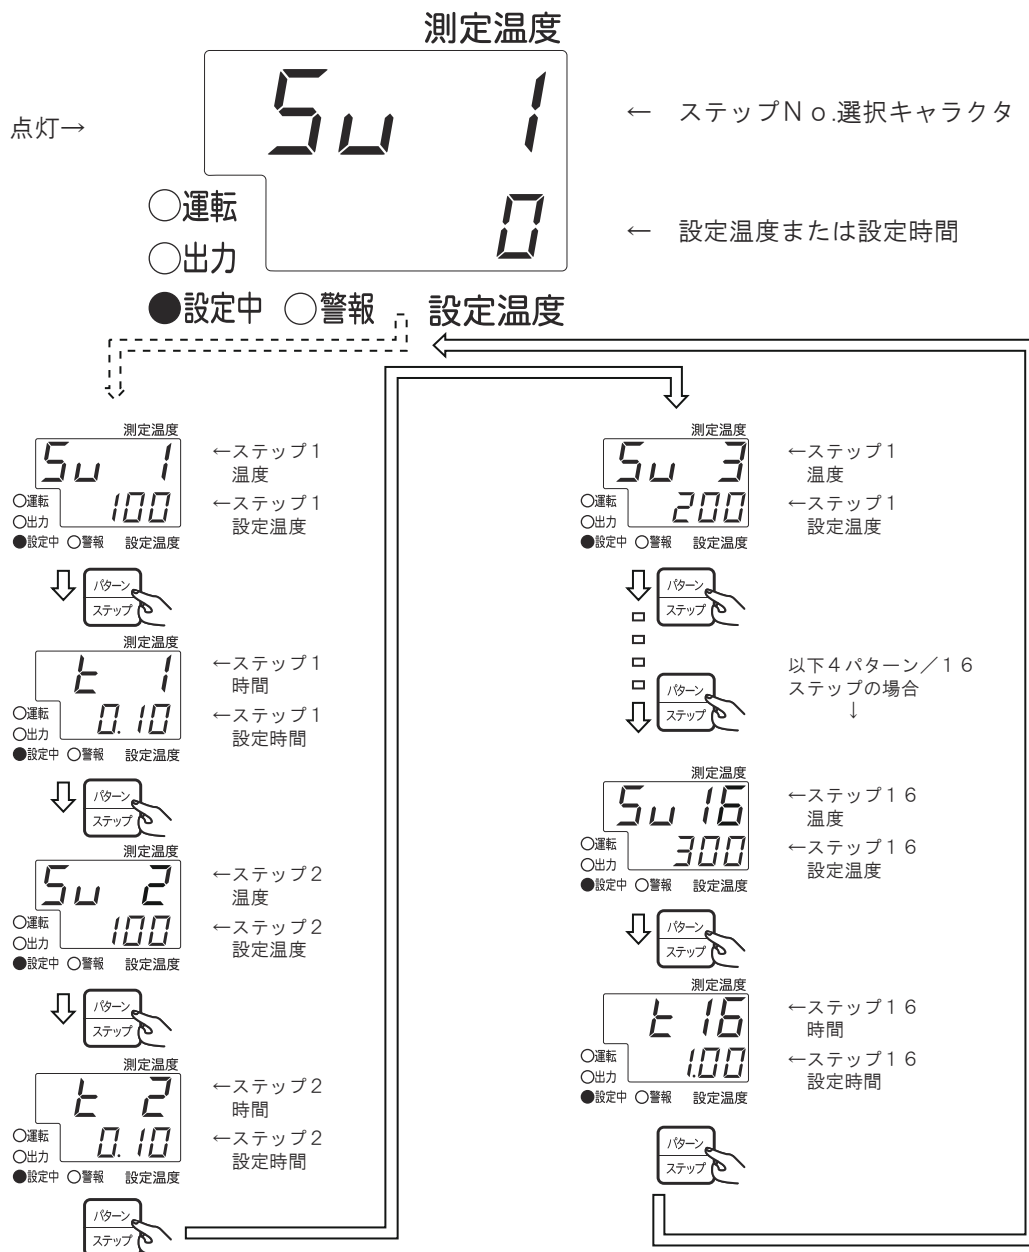 測定温度
Su 1
点灯→
← ステップNo.選択キャラクタ
○運転
0
← 設定温度または設定時間
○出力
●設定中 ○警報 設定温度
測定温度
Su 1
←ステップ1
温度
○運転
100
←ステップ1
設定温度
○出力
●設定中 ○警報 設定温度
パターン
ステップ
測定温度
t 1
←ステップ1
時間
○運転
0.10
←ステップ1
設定時間
○出力
●設定中 ○警報 設定温度
パターン
ステップ
測定温度
Su 2
←ステップ2
温度
○運転
100
←ステップ2
設定温度
○出力
●設定中 ○警報 設定温度
パターン
ステップ
測定温度
t 2
←ステップ2
時間
○運転
0.10
←ステップ2
設定時間
○出力
●設定中 ○警報 設定温度
パターン
ステップ
測定温度
Su 3
←ステップ1
温度
○運転
200
←ステップ1
設定温度
○出力
●設定中 ○警報 設定温度
パターン
ステップ
以下4パターン/16
ステップの場合
↓
パターン
ステップ
測定温度
Su 16
←ステップ16
温度
○運転
300
←ステップ16
設定温度
○出力
●設定中 ○警報 設定温度
パターン
ステップ
測定温度
t 16
←ステップ16
時間
○運転
1.00
←ステップ16
設定時間
○出力
●設定中 ○警報 設定温度
パターン
ステップ